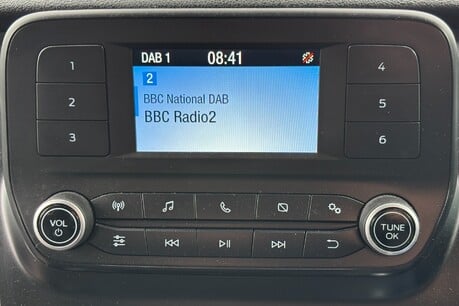 DAB 1 08:41
1 4
2
BBC National DAB
2 5
BBC Radio2
3 6
VOL
TUNE
OK